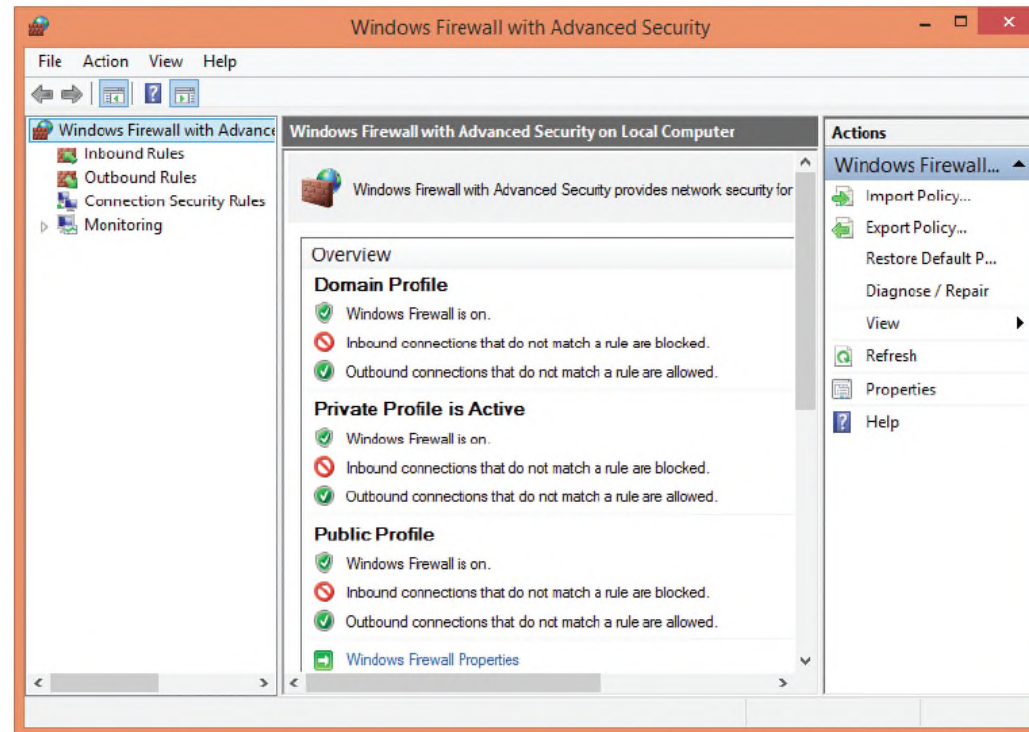 Windows Firewall with Advanced Security
File Action View Help
Windows Firewall with Advance
Inbound Rules
Outbound Rules
Connection Security Rules
Monitoring
Windows Firewall with Advanced Security on Local Computer
Windows Firewall with Advanced Security provides network security for
Overview
Domain Profile
Windows Firewall is on.
Inbound connections that do not match a rule are blocked.
Outbound connections that do not match a rule are allowed.
Private Profile is Active
Windows Firewall is on.
Inbound connections that do not match a rule are blocked.
Outbound connections that do not match a rule are allowed.
Public Profile
Windows Firewall is on.
Inbound connections that do not match a rule are blocked.
Outbound connections that do not match a rule are allowed.
Windows Firewall Properties
Actions
Windows Firewall...
Import Policy...
Export Policy...
Restore Default P...
Diagnose / Repair
View
Refresh
Properties
Help